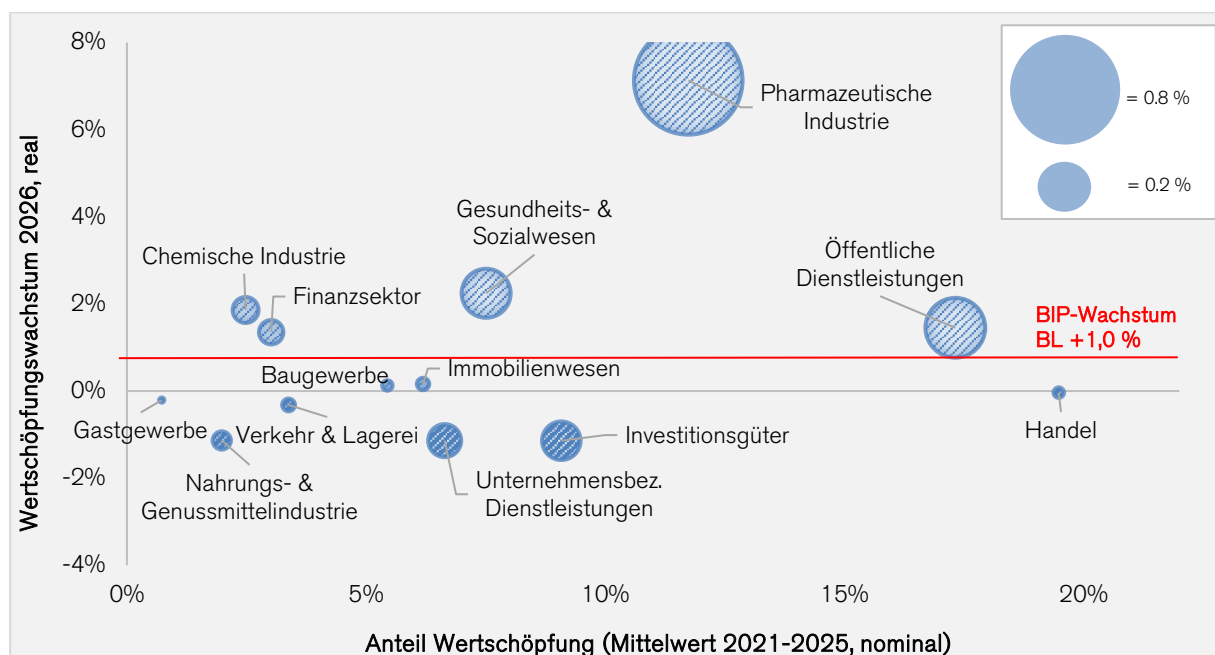 8%
6%
4%
2%
0%
-2%
-4%
Wertschöpfungswachstum 2026, real
= 0.8 %
= 0.2 %
Pharmazeutische
Industrie
Gesundheits- &
Sozialwesen
Öffentliche
Dienstleistungen
Chemische Industrie
Finanzsektor
BIP-Wachstum
BL +1,0 %
Baugewerbe
Immobilienwesen
Gastgewerbe
Verkehr & Lagerei
Investitionsgüter
Handel
Nahrungs- &
Genussmittelindustrie
Unternehmensbez.
Dienstleistungen
0%
5%
10%
15%
20%
Anteil Wertschöpfung (Mittelwert 2021-2025, nominal)